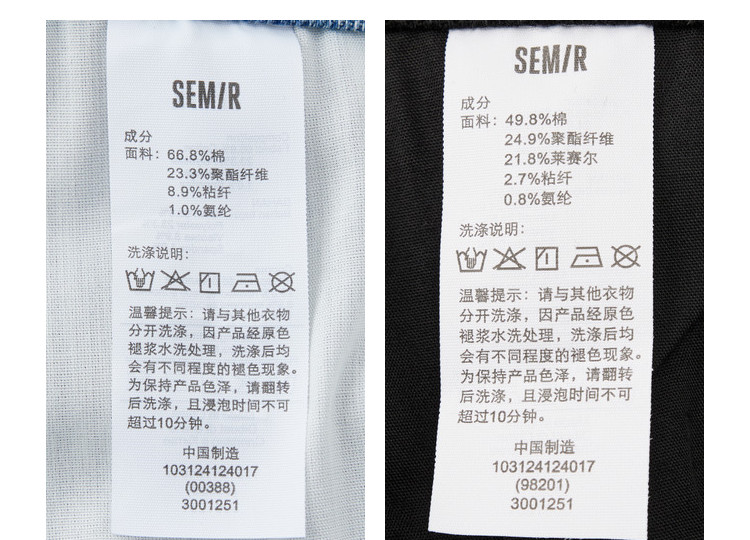 SEM/R
成分
面料：66.8%棉
23.3%聚酯纤维
8.9%粘纤
1.0%氨纶
洗涤说明：
温馨提示：请与其他衣物
分开洗涤，因产品经原色
褪浆水洗处理，洗涤后均
会有不同程度的褪色现象。
为保持产品色泽，请翻转
后洗涤，且浸泡时间不可
超过10分钟。
中国制造
103124124017
(00388)
3001251
SEM/R
成分
面料：49.8%棉
24.9%聚酯纤维
21.8%莱赛尔
2.7%粘纤
0.8%氨纶
洗涤说明：
温馨提示：请与其他衣物
分开洗涤，因产品经原色
褪浆水洗处理，洗涤后均
会有不同程度的褪色现象。
为保持产品色泽，请翻转
后洗涤，且浸泡时间不可
超过10分钟。
中国制造
103124124017
(98201)
3001251